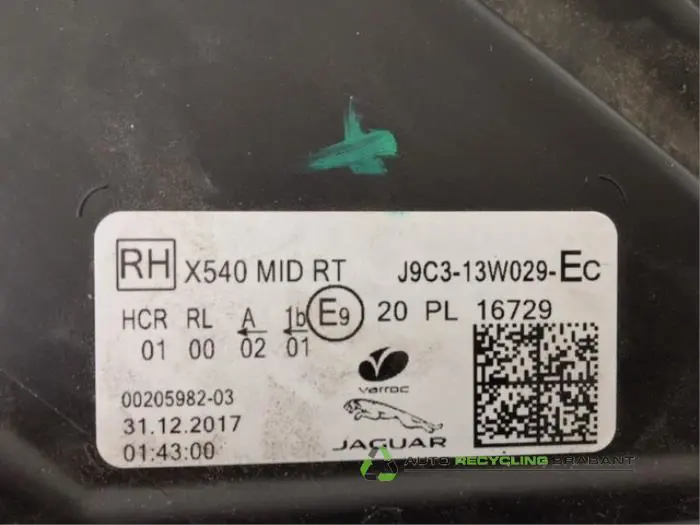 RH X540 MID RT J9C3-13W029-EC
HCR RL A 1b E9 20 PL 16729
01 00 02 01
varroc
00205982-03
31.12.2017
JAGUAR
01:43:00
AUTO RECYCLING BRABANT